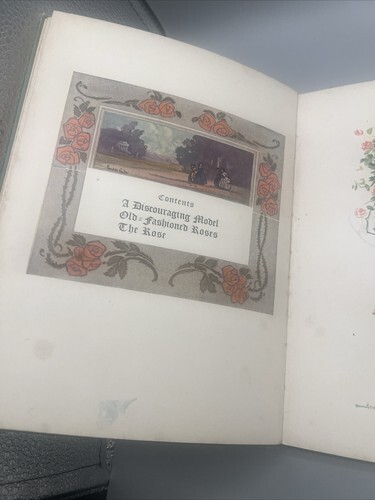 Contents
A Discouraging Model
Old-Fashioned Roses
The Rose